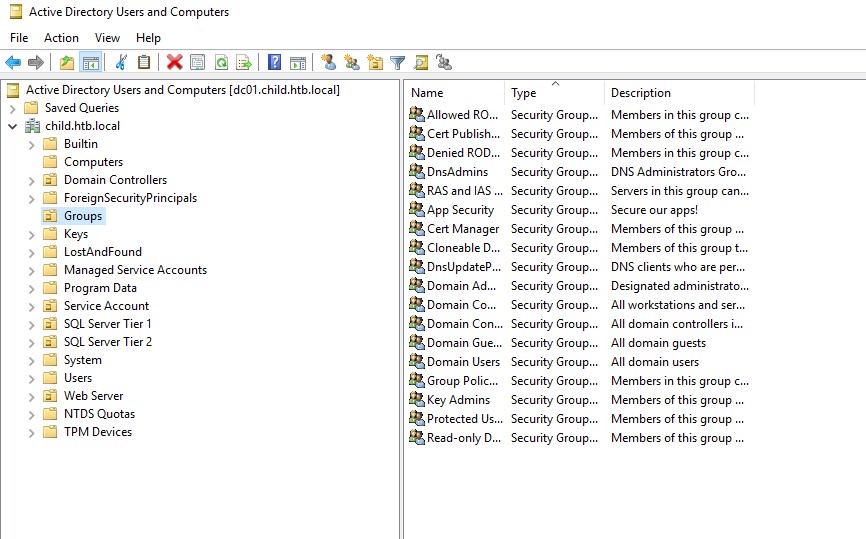 Active Directory Users and Computers
File Action View Help
Active Directory Users and Computers [dc01.child.htb.local]
Saved Queries
child.htb.local
Builtin
Computers
Domain Controllers
ForeignSecurityPrincipals
Groups
Keys
LostAndFound
Managed Service Accounts
Program Data
Service Account
SQL Server Tier 1
SQL Server Tier 2
System
Users
Web Server
NTDS Quotas
TPM Devices
Name Type Description
Allowed RO... Security Group... Members in this group c...
Cert Publish... Security Group... Members of this group ...
Denied ROD... Security Group... Members in this group c...
DnsAdmins Security Group... DNS Administrators Gro...
RAS and IAS ... Security Group... Servers in this group can...
App Security Security Group... Secure our apps!
Cert Manager Security Group... Members of this group ...
Cloneable D... Security Group... Members of this group t...
DnsUpdateP... Security Group... DNS clients who are per...
Domain Ad... Security Group... Designated administrato...
Domain Co... Security Group... All workstations and ser...
Domain Con... Security Group... All domain controllers i...
Domain Gue... Security Group... All domain guests
Domain Users Security Group... All domain users
Group Polic... Security Group... Members in this group c...
Key Admins Security Group... Members of this group ...
Protected Us... Security Group... Members of this group ...
Read-only D... Security Group... Members of this group ...